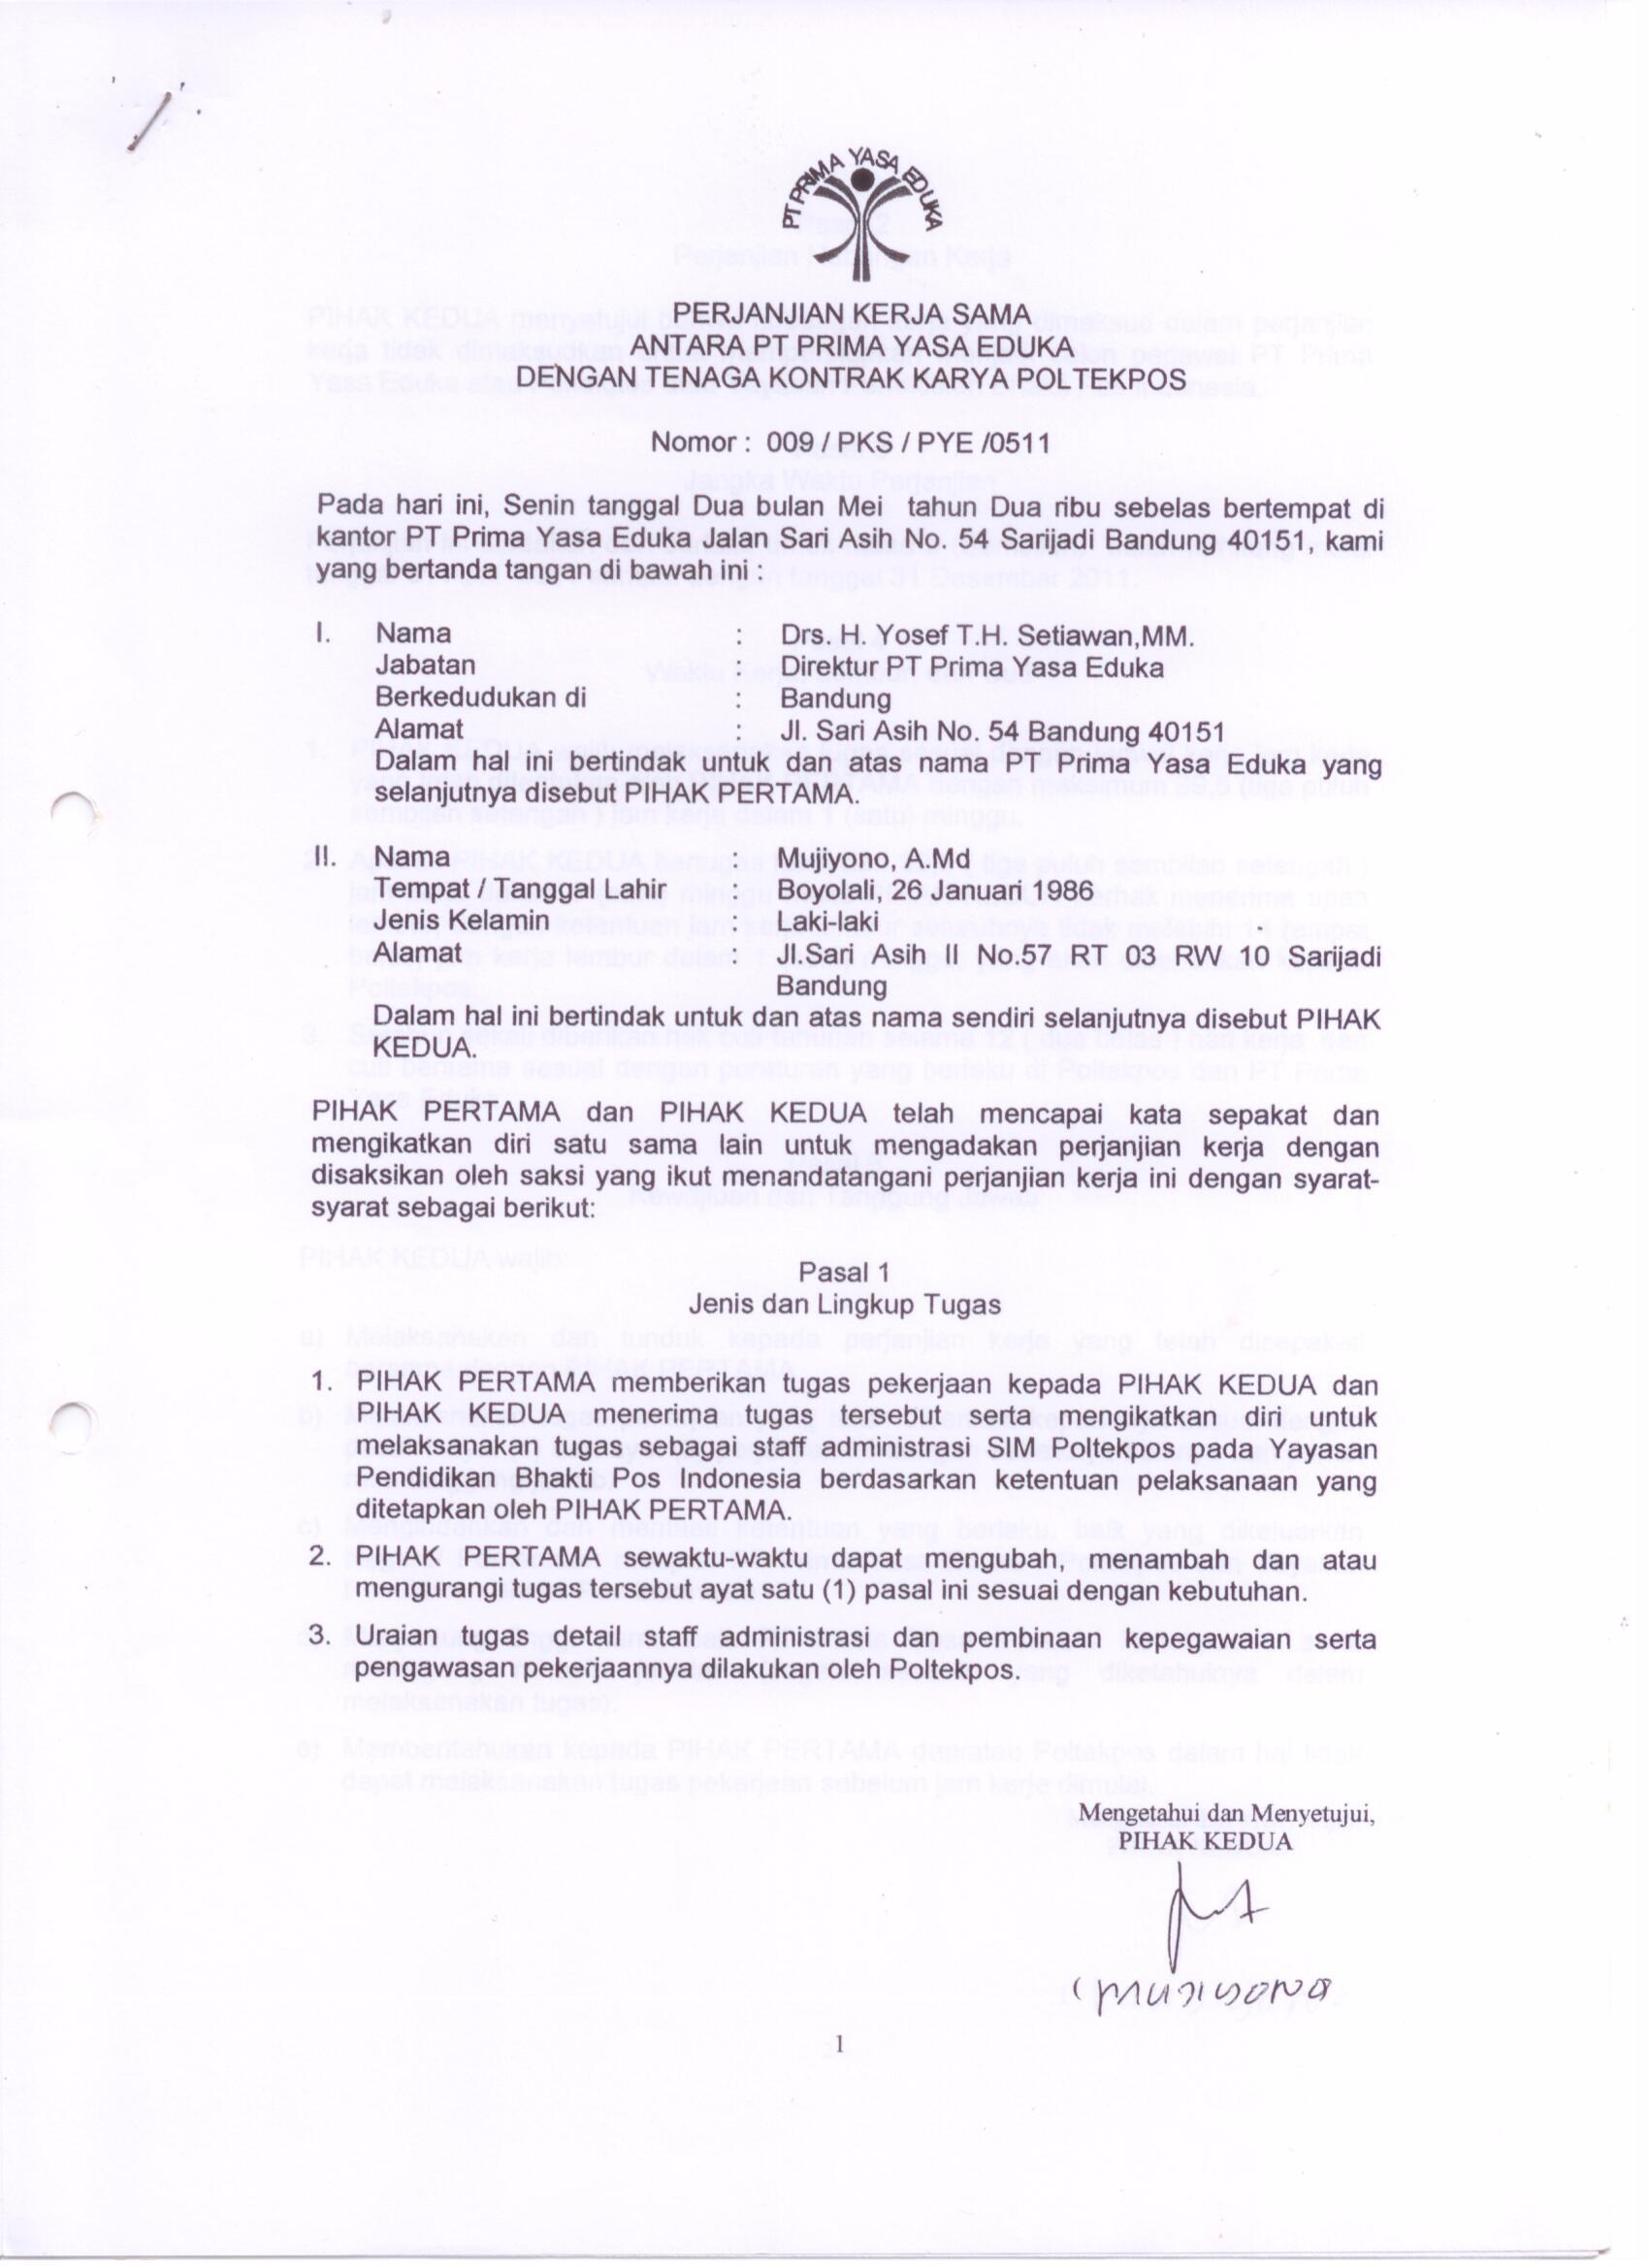 PT PRIMA YASA EDUKA
PERJANJIAN KERJA SAMA
ANTARA PT PRIMA YASA EDUKA
DENGAN TENAGA KONTRAK KARYA POLTEKPOS
Nomor : 009 / PKS / PYE /0511
Pada hari ini, Senin tanggal Dua bulan Mei tahun Dua ribu sebelas bertempat di
kantor PT Prima Yasa Eduka Jalan Sari Asih No. 54 Sarijadi Bandung 40151, kami
yang bertanda tangan di bawah ini :
I. Nama : Drs. H. Yosef T.H. Setiawan,MM.
Jabatan : Direktur PT Prima Yasa Eduka
Berkedudukan di : Bandung
Alamat : Jl. Sari Asih No. 54 Bandung 40151
Dalam hal ini bertindak untuk dan atas nama PT Prima Yasa Eduka yang
selanjutnya disebut PIHAK PERTAMA.
II. Nama : Mujiyono, A.Md
Tempat / Tanggal Lahir : Boyolali, 26 Januari 1986
Jenis Kelamin : Laki-laki
Alamat : Jl.Sari Asih II No.57 RT 03 RW 10 Sarijadi
Bandung
Dalam hal ini bertindak untuk dan atas nama sendiri selanjutnya disebut PIHAK
KEDUA.
PIHAK PERTAMA dan PIHAK KEDUA telah mencapai kata sepakat dan
mengikatkan diri satu sama lain untuk mengadakan perjanjian kerja dengan
disaksikan oleh saksi yang ikut menandatangani perjanjian kerja ini dengan syarat-
syarat sebagai berikut:
Pasal 1
Jenis dan Lingkup Tugas
1. PIHAK PERTAMA memberikan tugas pekerjaan kepada PIHAK KEDUA dan
PIHAK KEDUA menerima tugas tersebut serta mengikatkan diri untuk
melaksanakan tugas sebagai staff administrasi SIM Poltekpos pada Yayasan
Pendidikan Bhakti Pos Indonesia berdasarkan ketentuan pelaksanaan yang
ditetapkan oleh PIHAK PERTAMA.
2. PIHAK PERTAMA sewaktu-waktu dapat mengubah, menambah dan atau
mengurangi tugas tersebut ayat satu (1) pasal ini sesuai dengan kebutuhan.
3. Uraian tugas detail staff administrasi dan pembinaan kepegawaian serta
pengawasan pekerjaannya dilakukan oleh Poltekpos.
Mengetahui dan Menyetujui,
PIHAK KEDUA
( MUJIYONO
1